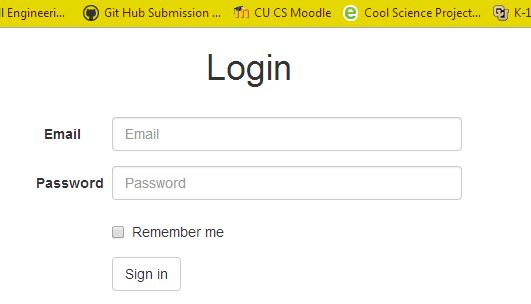 ll Engineeri... Git Hub Submission ... CU CS Moodle Cool Science Project... K-1
Login
Email Email
Password Password
Remember me
Sign in